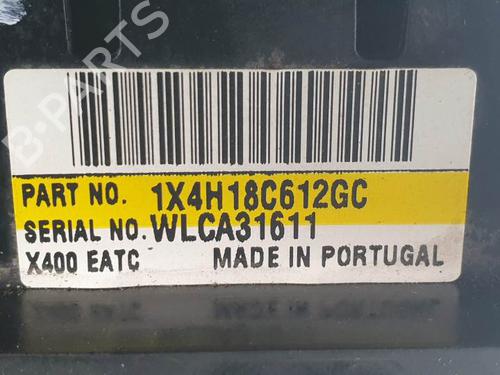 B-PARTS
PART NO. 1X4H18C612GC
SERIAL NO. WLCA31611
X400 EATC MADE IN PORTUGAL